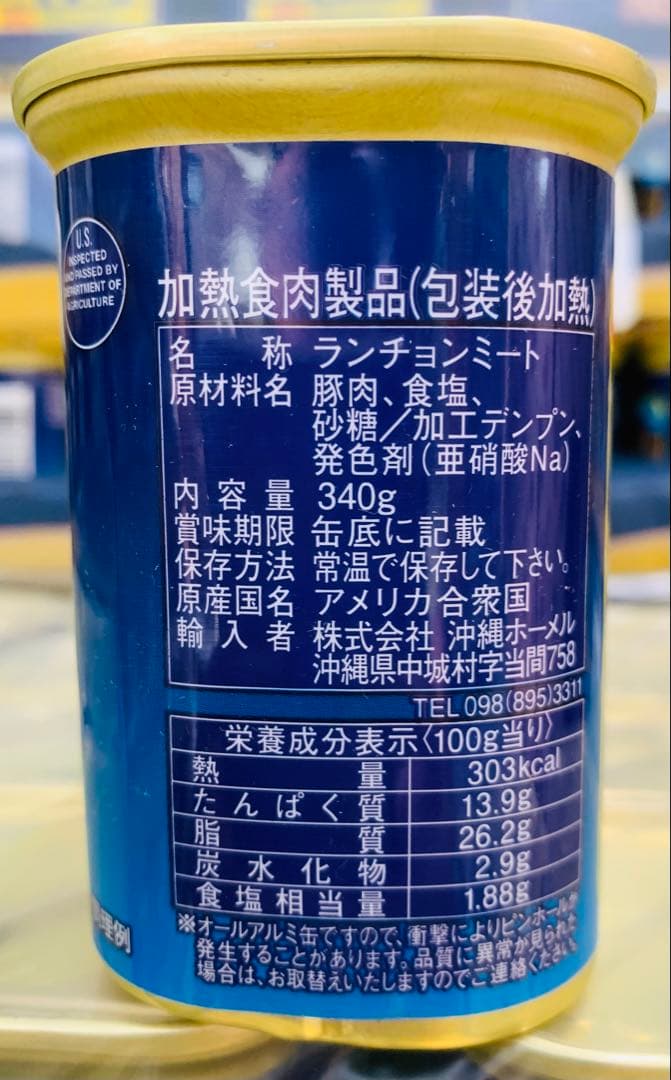 U.S.
INSPECTED
AND PASSED BY
DEPARTMENT OF
AGRICULTURE
加熱食肉製品(包装後加熱)
名称 ランチョンミート
原材料名 豚肉、食塩、
砂糖／加工デンプン、
発色剤(亜硝酸Na)
内容量 340g
賞味期限 缶底に記載
保存方法 常温で保存して下さい。
原産国名 アメリカ合衆国
輸入者 株式会社 沖縄ホーメル
沖縄県中城村字当間758
TEL 098(895)3311
栄養成分表示〈100g当り〉
熱量 303kcal
たんぱく質 13.9g
脂質 26.2g
炭水化物 2.9g
食塩相当量 1.88g
※オールアルミ缶ですので、衝撃によりピンホールが
発生することがあります。品質に異常が見られた
場合は、お取替えいたしますのでご連絡ください。
理例